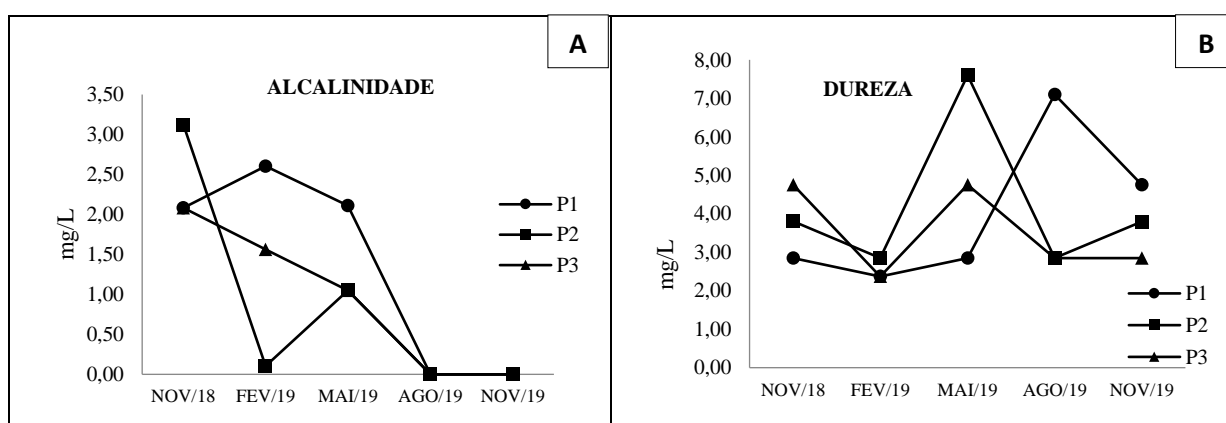 A
ALCALINIDADE
3,50
3,00
2,50
2,00
1,50
1,00
0,50
0,00
mg/L
NOV/18 FEV/19 MAI/19 AGO/19 NOV/19
P1
P2
P3
B
DUREZA
8,00
7,00
6,00
5,00
4,00
3,00
2,00
1,00
0,00
mg/L
NOV/18 FEV/19 MAI/19 AGO/19 NOV/19
P1
P2
P3